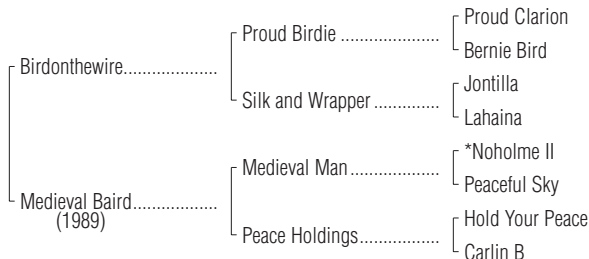 Proud Clarion
Proud Birdie ....................
Bernie Bird
Birdonthewire....................
Jontilla
Silk and Wrapper ..............
Lahaina
*Noholme II
Medieval Man...................
Peaceful Sky
Medieval Baird..................
(1989)
Hold Your Peace
Peace Holdings.................
Carlin B